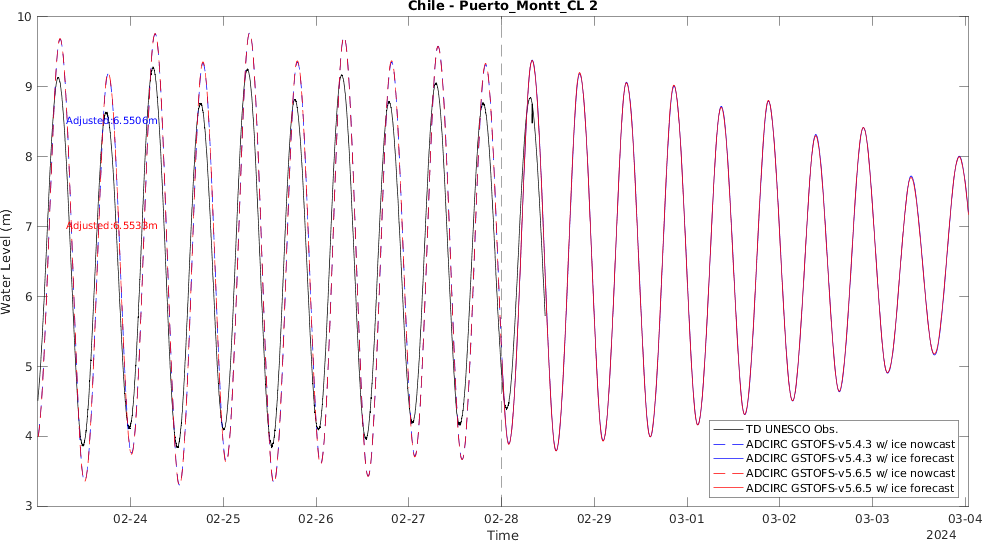 Chile - Puerto_Montt_CL 2
10
9
8
7
6
5
4
3
Water Level (m)
Adjusted:6.5506m
Adjusted:6.5533m
TD UNESCO Obs.
ADCIRC GSTOFS-v5.4.3 w/ ice nowcast
ADCIRC GSTOFS-v5.4.3 w/ ice forecast
ADCIRC GSTOFS-v5.6.5 w/ ice nowcast
ADCIRC GSTOFS-v5.6.5 w/ ice forecast
02-24 02-25 02-26 02-27 02-28 02-29 03-01 03-02 03-03 03-04
Time
2024